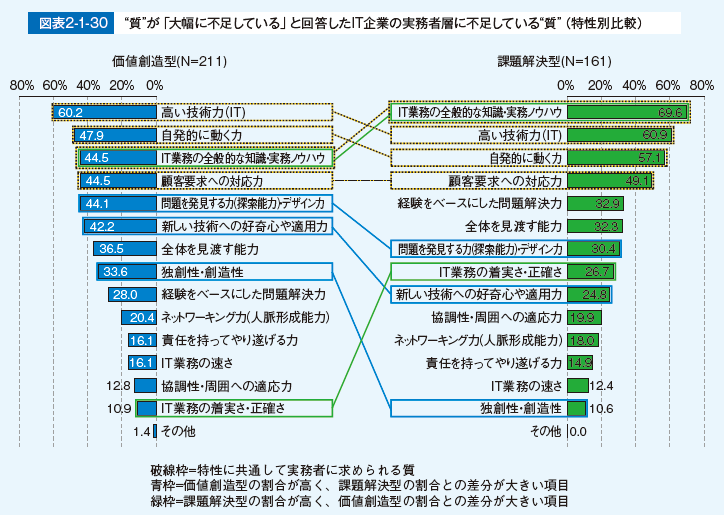 図表2-1-30 “質”が「大幅に不足している」と回答したIT企業の実務者層に不足している“質”（特性別比較）
価値創造型(N=211)
80% 60% 40% 20% 0%
60.2 高い技術力(IT)
47.9 自発的に動く力
44.5 IT業務の全般的な知識・実務ノウハウ
44.5 顧客要求への対応力
44.1 問題を発見する力(探索能力)・デザイン力
42.2 新しい技術への好奇心や適用力
36.5 全体を見渡す能力
33.6 独創性・創造性
28.0 経験をベースにした問題解決力
20.4 ネットワーキング力(人脈形成能力)
16.1 責任を持ってやり遂げる力
16.1 IT業務の速さ
12.8 協調性・周囲への適応力
10.9 IT業務の着実さ・正確さ
1.4 その他
課題解決型(N=161)
0% 20% 40% 60% 80%
IT業務の全般的な知識・実務ノウハウ 69.6
高い技術力(IT) 60.9
自発的に動く力 57.1
顧客要求への対応力 49.1
経験をベースにした問題解決力 32.9
全体を見渡す能力 32.3
問題を発見する力(探索能力)・デザイン力 30.4
IT業務の着実さ・正確さ 26.7
新しい技術への好奇心や適用力 24.8
協調性・周囲への適応力 19.9
ネットワーキング力(人脈形成能力) 18.0
責任を持ってやり遂げる力 14.9
IT業務の速さ 12.4
独創性・創造性 10.6
その他 0.0
破線枠=特性に共通して実務者に求められる質
青枠=価値創造型の割合が高く、課題解決型の割合との差分が大きい項目
緑枠=課題解決型の割合が高く、価値創造型の割合との差分が大きい項目